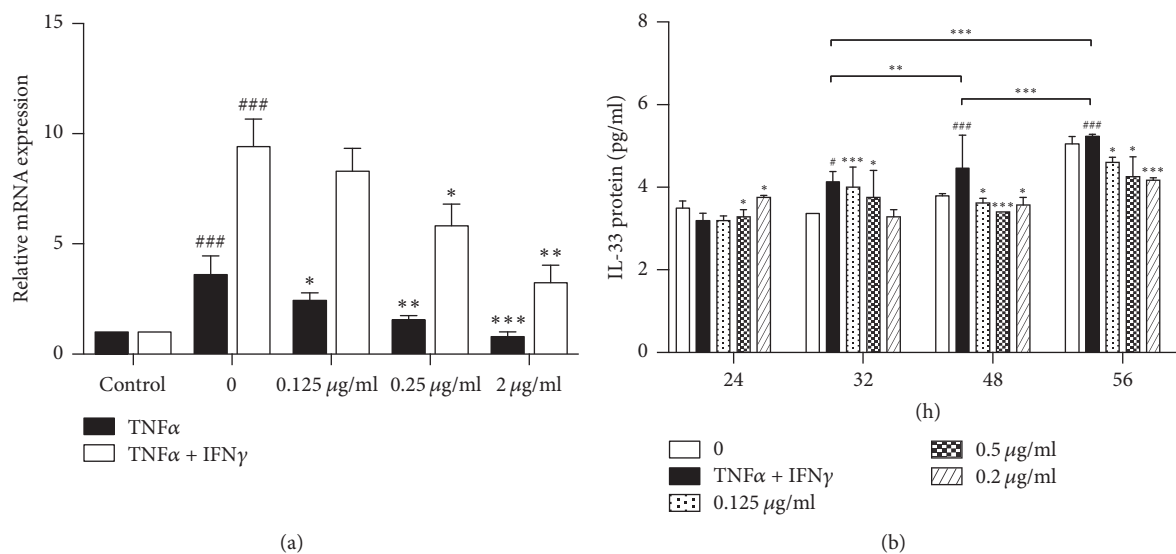 15
10
5
0
Relative mRNA expression
###
###
*
*
**
***
**
Control
0
0.125 μg/ml
0.25 μg/ml
2 μg/ml
TNFα
TNFα + IFNγ
(a)
8
6
4
2
0
IL-33 protein (pg/ml)
***
**
***
*
*
#
***
*
###
*
***
*
###
*
*
***
24
32
48
56
(h)
0
TNFα + IFNγ
0.125 μg/ml
0.5 μg/ml
0.2 μg/ml
(b)